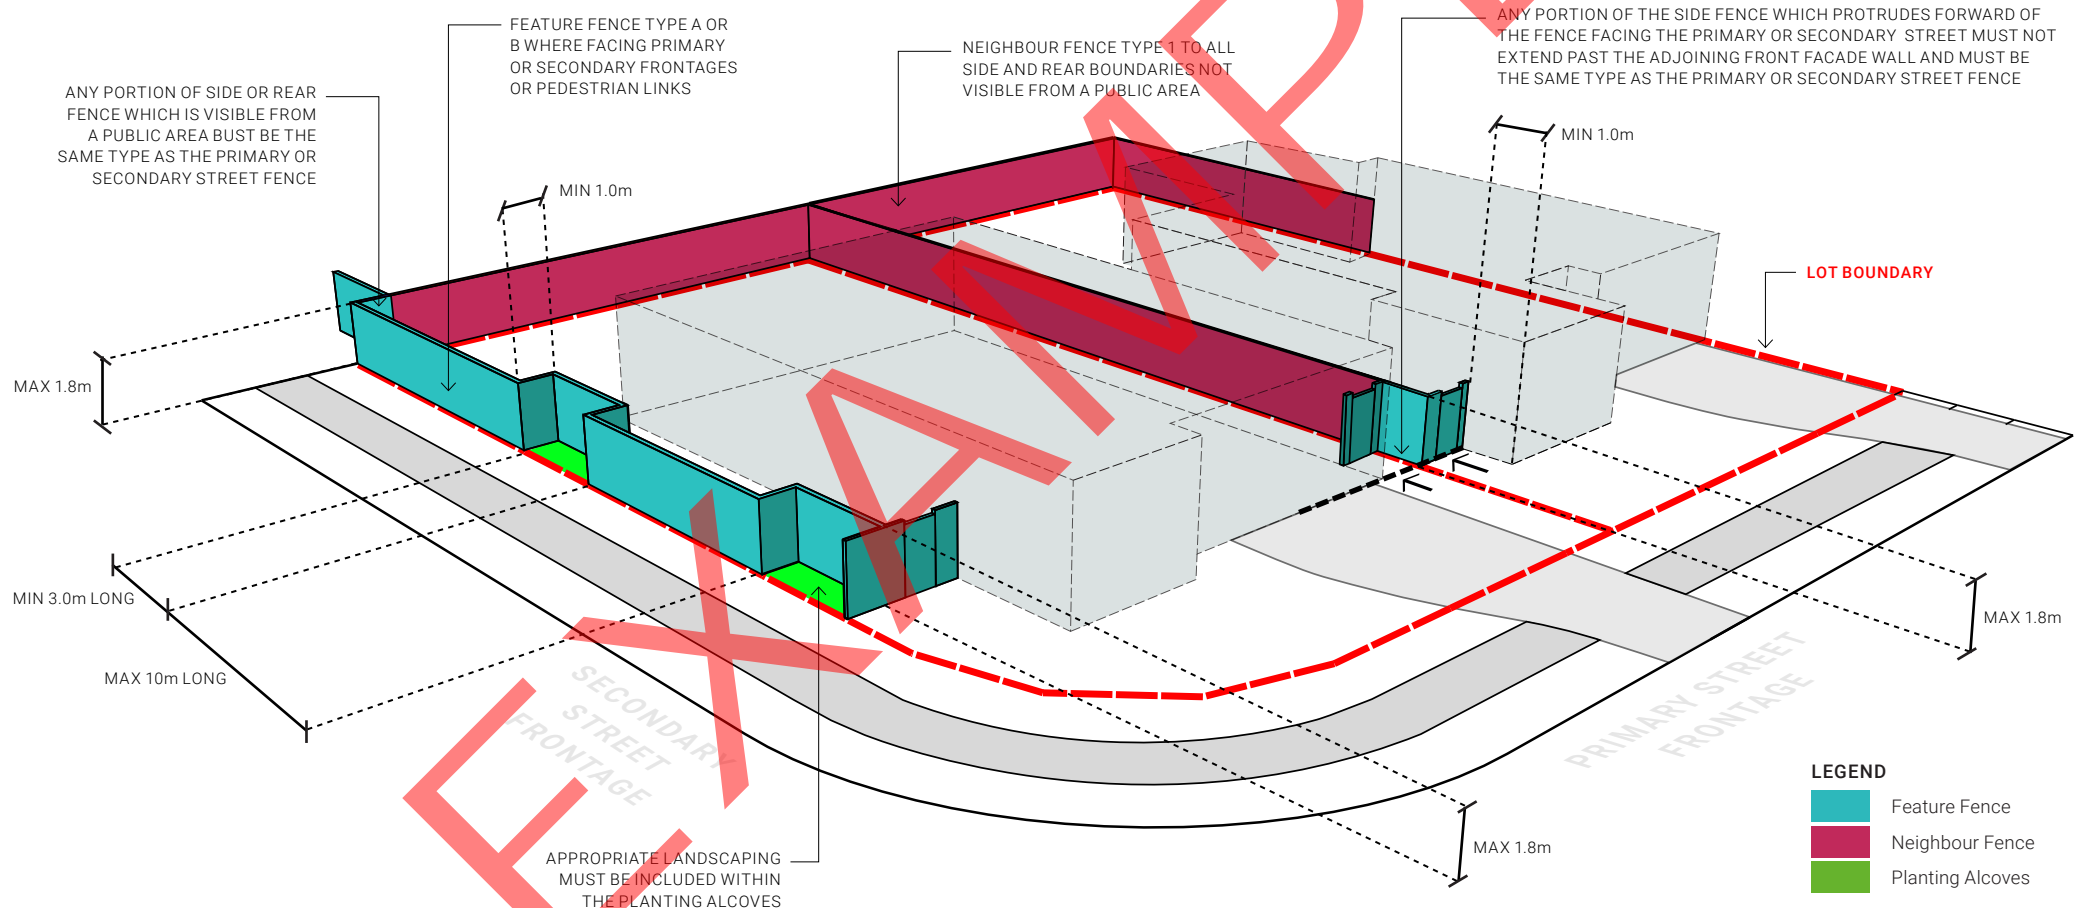 FEATURE FENCE TYPE A OR
B WHERE FACING PRIMARY
OR SECONDARY FRONTAGES
OR PEDESTRIAN LINKS
NEIGHBOUR FENCE TYPE 1 TO ALL
SIDE AND REAR BOUNDARIES NOT
VISIBLE FROM A PUBLIC AREA
ANY PORTION OF THE SIDE FENCE WHICH PROTRUDES FORWARD OF
THE FENCE FACING THE PRIMARY OR SECONDARY STREET MUST NOT
EXTEND PAST THE ADJOINING FRONT FACADE WALL AND MUST BE
THE SAME TYPE AS THE PRIMARY OR SECONDARY STREET FENCE
ANY PORTION OF SIDE OR REAR
FENCE WHICH IS VISIBLE FROM
A PUBLIC AREA BUST BE THE
SAME TYPE AS THE PRIMARY OR
SECONDARY STREET FENCE
MIN 1.0m
MIN 1.0m
LOT BOUNDARY
MAX 1.8m
MIN 3.0m LONG
MAX 10m LONG
MAX 1.8m
SECONDARY
STREET
FRONTAGE
PRIMARY STREET
FRONTAGE
MAX 1.8m
APPROPRIATE LANDSCAPING
MUST BE INCLUDED WITHIN
THE PLANTING ALCOVES
LEGEND
Feature Fence
Neighbour Fence
Planting Alcoves